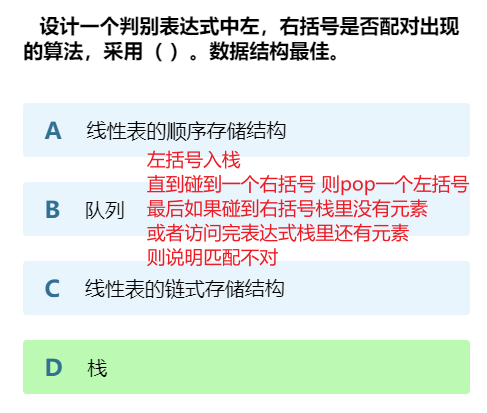 设计一个判别表达式中左，右括号是否配对出现
的算法，采用（ ）。数据结构最佳。
A 线性表的顺序存储结构
左括号入栈
直到碰到一个右括号 则pop一个左括号
B 队列
最后如果碰到右括号栈里没有元素
或者访问完表达式栈里还有元素
则说明匹配不对
C 线性表的链式存储结构
D 栈